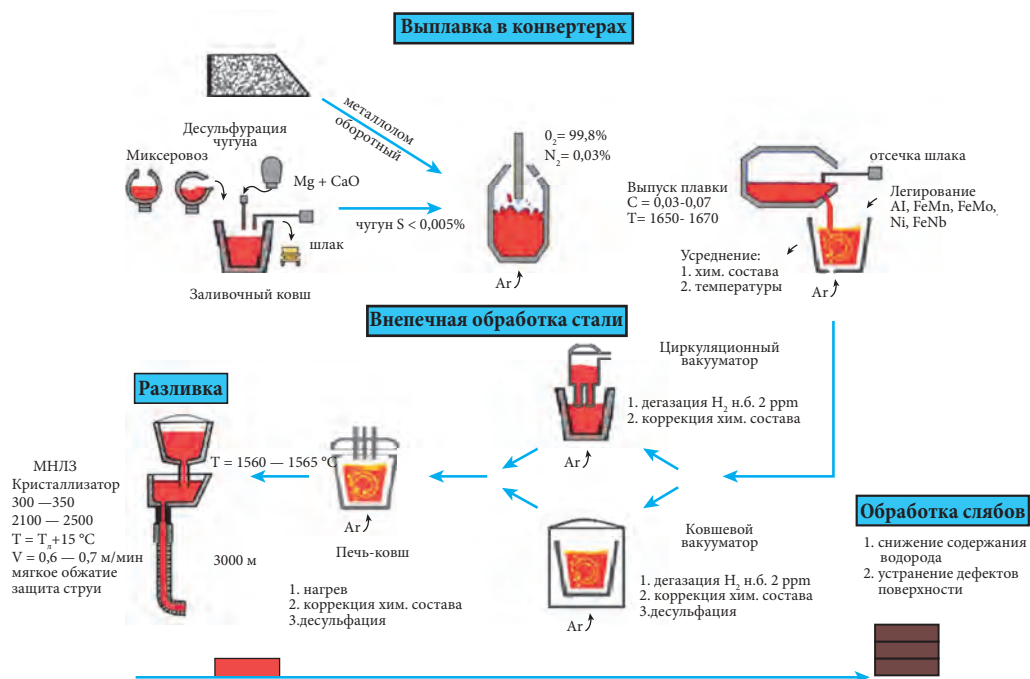 Выплавка в конвертерах
металлолом
оборотный
Десульфурация
чугуна
Миксеровоз
Mg + CaO
чугун S < 0,005%
шлак
Заливочный ковш
0₂= 99,8%
N₂= 0,03%
Ar
Выпуск плавки
C = 0,03-0,07
T= 1650- 1670
отсечка шлака
Легирование
AI, FeMn, FeMo,
Ni, FeNb
Усреднение:
1. хим. состава
2. температуры
Ar
Внепечная обработка стали
Циркуляционный
вакууматор
1. дегазация H₂ н.б. 2 ppm
2. коррекция хим. состава
Ar
Ковшевой
вакууматор
1. дегазация H₂ н.б. 2 ppm
2. коррекция хим. состава
3.десульфация
Ar
T = 1560 — 1565 °C
Ar
Печь-ковш
1. нагрев
2. коррекция хим. состава
3.десульфация
Разливка
МНЛЗ
Кристаллизатор
300 —350
2100 — 2500
T = Tл+15 °C
V = 0,6 — 0,7 м/мин
мягкое обжатие
защита струи
3000 м
Обработка слябов
1. снижение содержания
водорода
2. устранение дефектов
поверхности